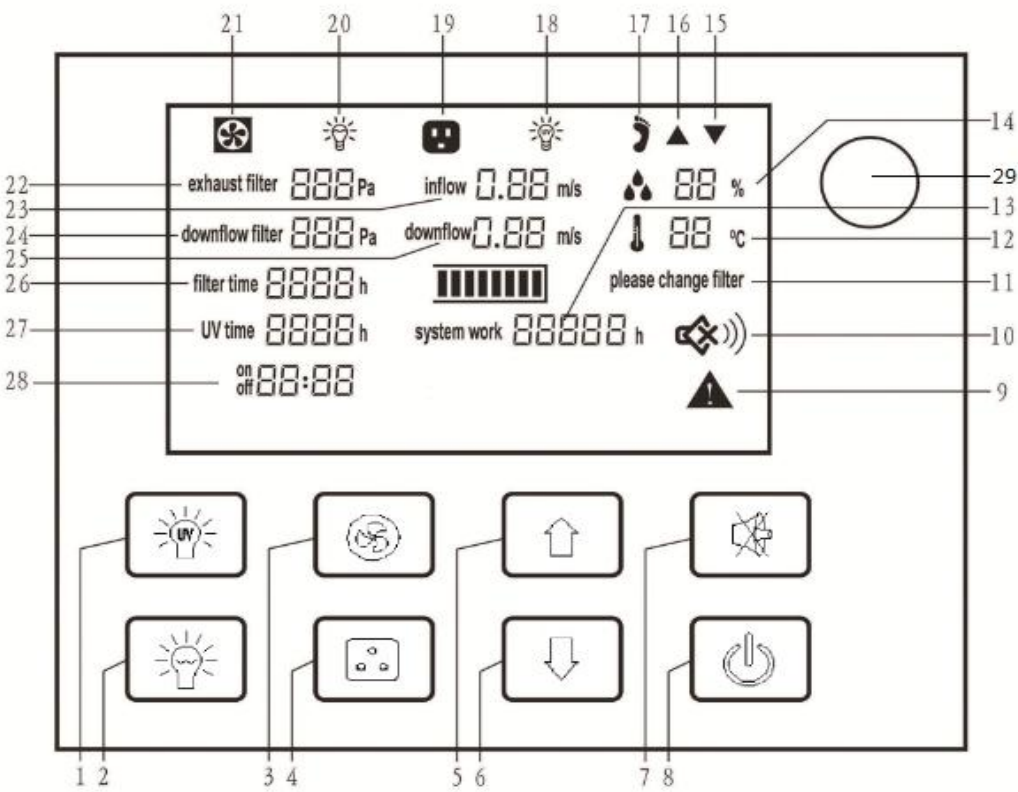 21 20 19 18 17 16 15
14
22 exhaust filter 888 Pa inflow 0.88 m/s 88 % 29
23 13
24 downflow filter 888 Pa downflow 0.88 m/s 88 ℃ 12
25
26 filter time 8888 h please change filter 11
27 UV time 8888 h system work 88888 h 10
28 on off 88:88 9
UV
UV
1 2 3 4 5 6 7 8